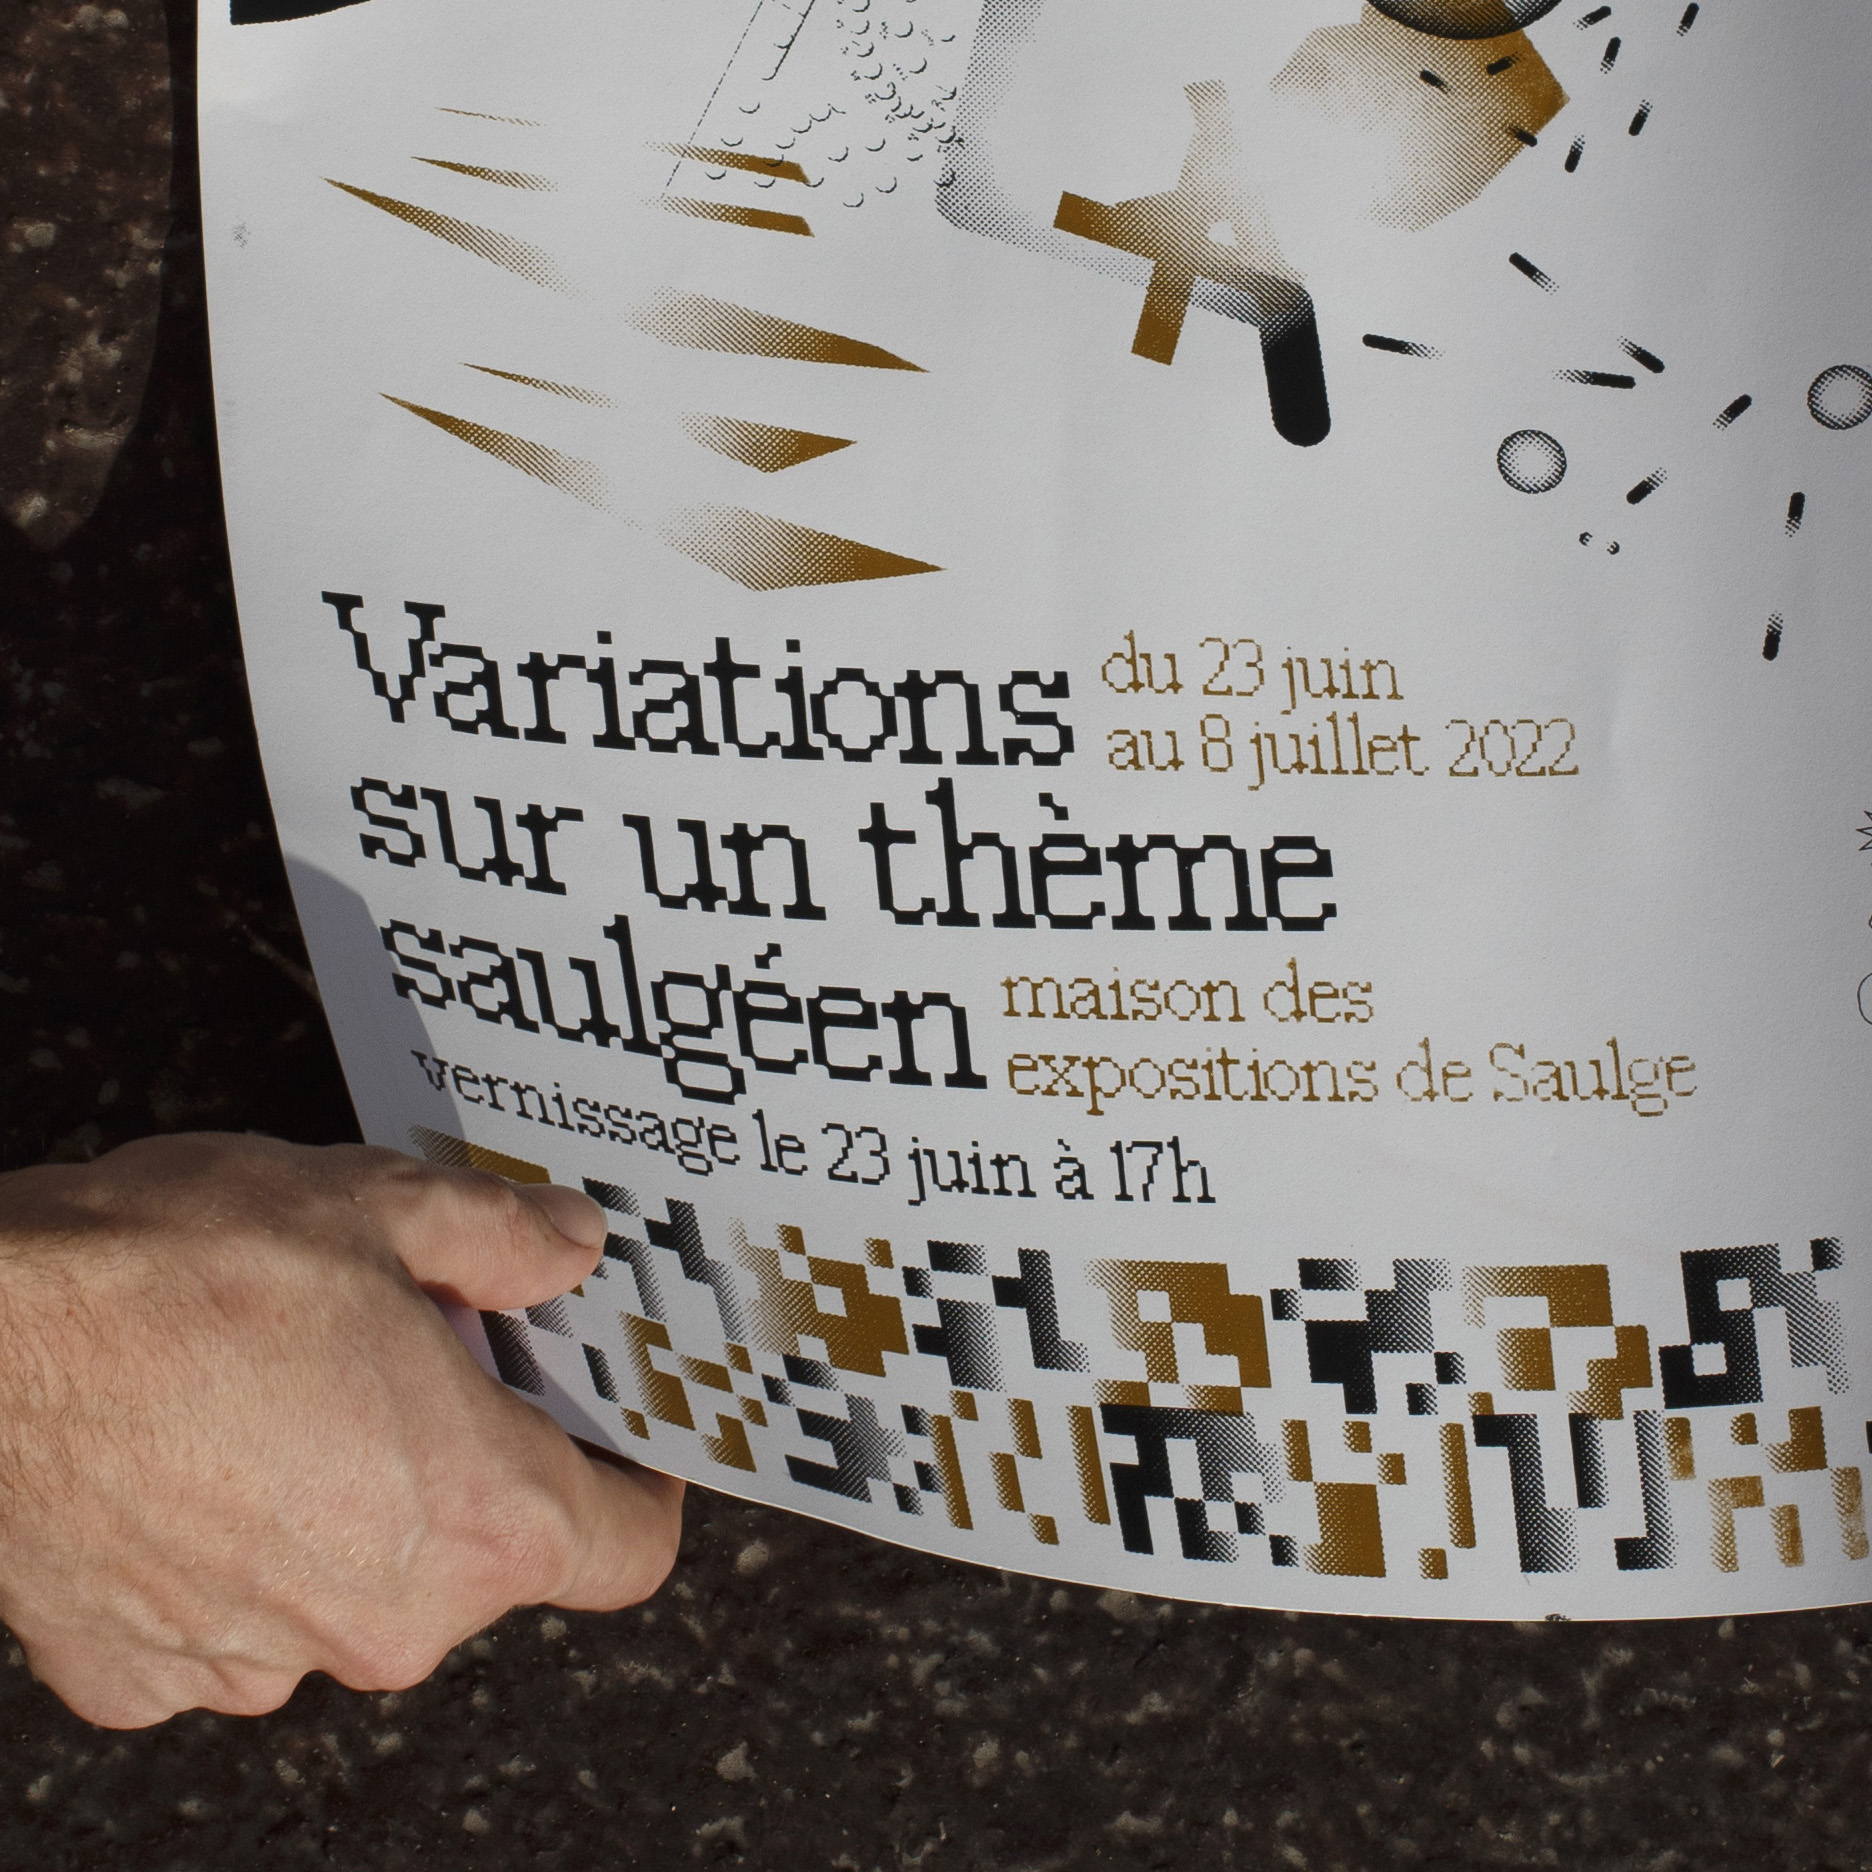 Variations
du 23 juin
au 8 juillet 2022
sur un thème
saulgéen
maison des
expositions de Saulge
vernissage le 23 juin à 17h